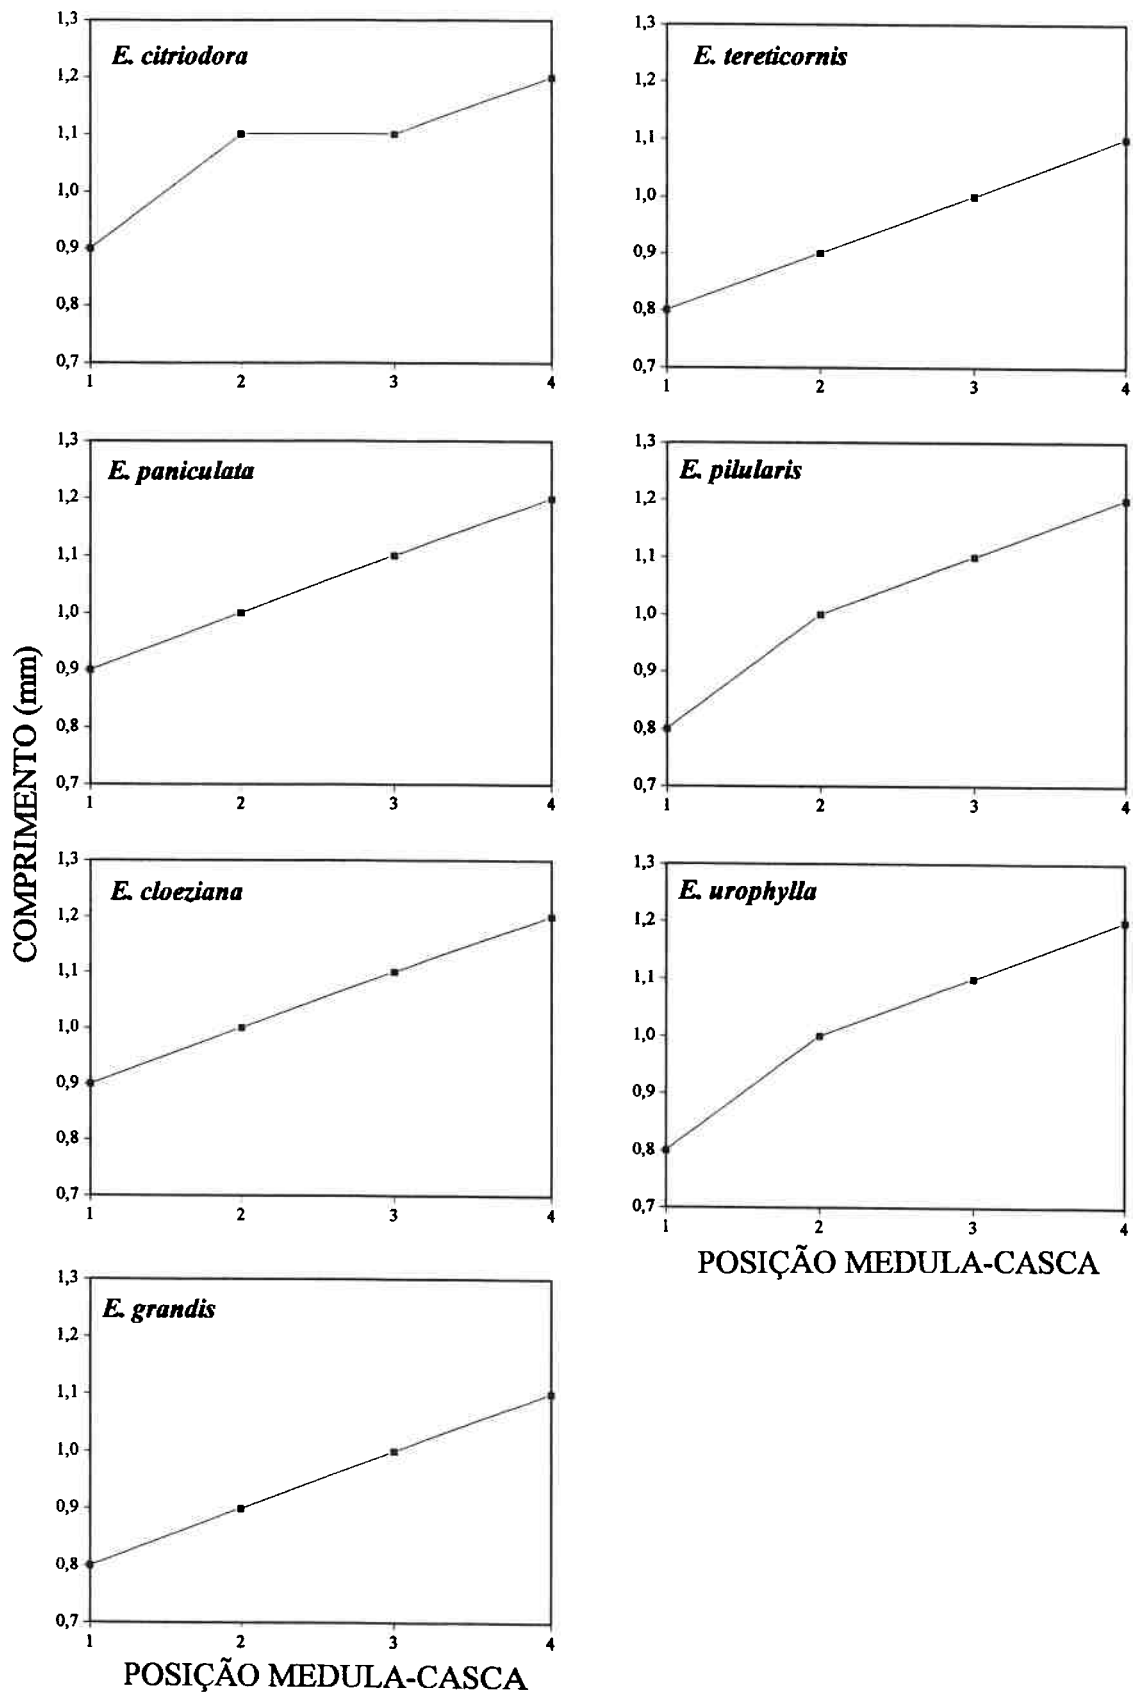 E. citriodora
1,3
1,2
1,1
1,0
0,9
0,8
0,7
1 2 3 4
E. tereticornis
1,3
1,2
1,1
1,0
0,9
0,8
0,7
1 2 3 4
E. paniculata
1,3
1,2
1,1
1,0
0,9
0,8
0,7
1 2 3 4
E. pilularis
1,3
1,2
1,1
1,0
0,9
0,8
0,7
1 2 3 4
COMPRIMENTO (mm)
E. cloeziana
1,3
1,2
1,1
1,0
0,9
0,8
0,7
1 2 3 4
E. urophylla
1,3
1,2
1,1
1,0
0,9
0,8
0,7
1 2 3 4
POSIÇÃO MEDULA-CASCA
E. grandis
1,3
1,2
1,1
1,0
0,9
0,8
0,7
1 2 3 4
POSIÇÃO MEDULA-CASCA